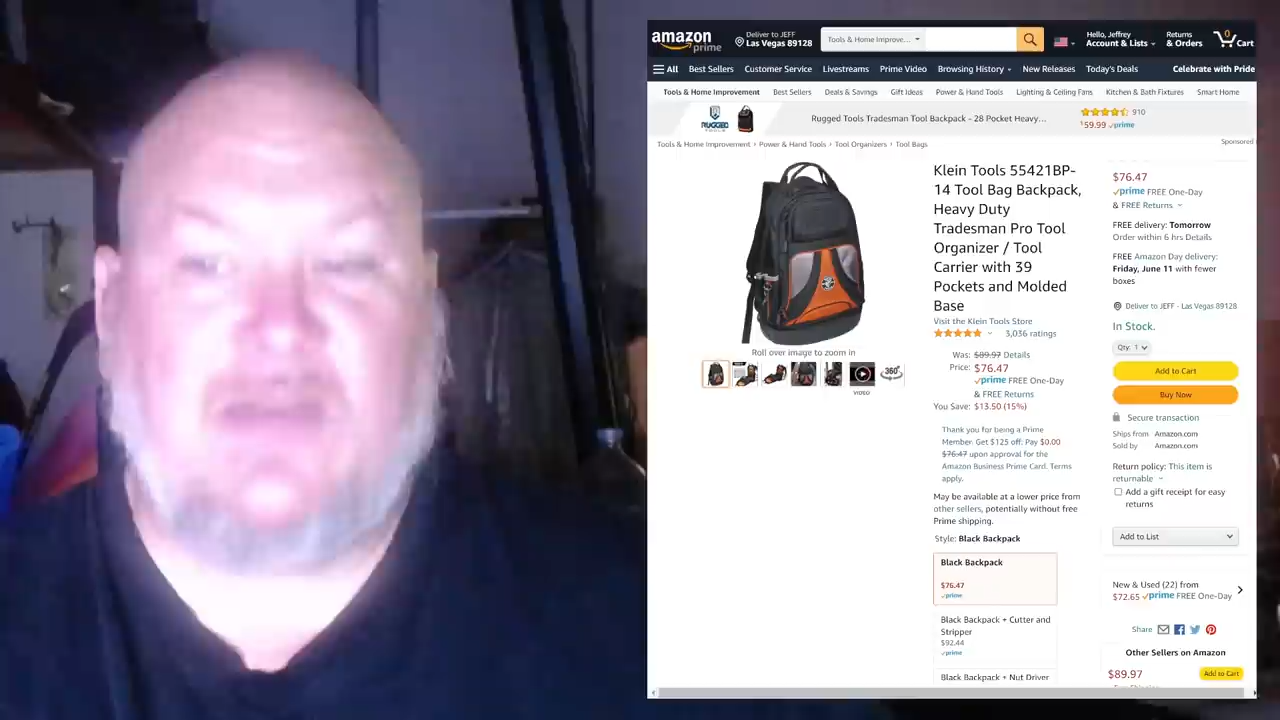 amazon prime
Deliver to JEFF
Las Vegas 89128
Tools & Home Improve...
Hello, Jeffrey
Account & Lists
Returns
& Orders
0
Cart
All
Best Sellers
Customer Service
Livestreams
Prime Video
Browsing History
New Releases
Today's Deals
Celebrate with Pride
Tools & Home Improvement
Best Sellers
Deals & Savings
Gift Ideas
Power & Hand Tools
Lighting & Ceiling Fans
Kitchen & Bath Fixtures
Smart Home
RUGGED
TOOLS
Rugged Tools Tradesman Tool Backpack - 28 Pocket Heavy...
910
$59.99 prime
Sponsored
Tools & Home Improvement › Power & Hand Tools › Tool Organizers › Tool Bags
Roll over image to zoom in
VIDEO
360°
Klein Tools 55421BP-
14 Tool Bag Backpack,
Heavy Duty
Tradesman Pro Tool
Organizer / Tool
Carrier with 39
Pockets and Molded
Base
Visit the Klein Tools Store
3,036 ratings
Was: $89.97 Details
Price: $76.47
prime FREE One-Day
& FREE Returns
You Save: $13.50 (15%)
Thank you for being a Prime
Member. Get $125 off: Pay $0.00
$76.47 upon approval for the
Amazon Business Prime Card. Terms
apply.
May be available at a lower price from
other sellers, potentially without free
Prime shipping.
Style: Black Backpack
Black Backpack
$76.47
prime
Black Backpack + Cutter and
Stripper
$92.44
prime
Black Backpack + Nut Driver
$76.47
prime FREE One-Day
& FREE Returns
FREE delivery: Tomorrow
Order within 6 hrs Details
FREE Amazon Day delivery:
Friday, June 11 with fewer
boxes
Deliver to JEFF - Las Vegas 89128
In Stock.
Qty: 1
Add to Cart
Buy Now
Secure transaction
Ships from Amazon.com
Sold by Amazon.com
Return policy: This item is
returnable
Add a gift receipt for easy
returns
Add to List
New & Used (22) from
$72.65 prime FREE One-Day
Share
Other Sellers on Amazon
$89.97
Add to Cart